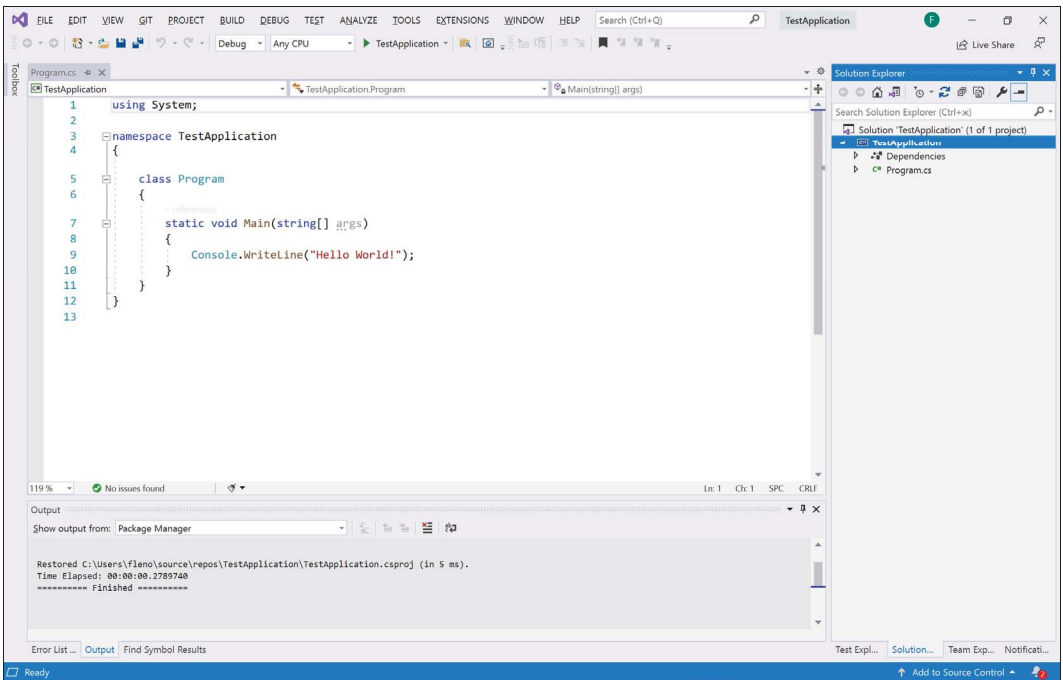 FILE EDIT VIEW GIT PROJECT BUILD DEBUG TEST ANALYZE TOOLS EXTENSIONS WINDOW HELP Search (Ctrl+Q) TestApplication F
Debug Any CPU TestApplication Live Share
Toolbox
Program.cs
TestApplication TestApplication.Program Main(string[] args)
1 using System;
2
3 namespace TestApplication
4 {
5 class Program
6 {
7 static void Main(string[] args)
8 {
9 Console.WriteLine("Hello World!");
10 }
11 }
12 }
13
119 % No issues found Ln: 1 Ch: 1 SPC CRLF
Output
Show output from: Package Manager
Restored C:\Users\fleno\source\repos\TestApplication\TestApplication.csproj (in 5 ms).
Time Elapsed: 00:00:00.2789740
========== Finished ==========
Error List ... Output Find Symbol Results
Solution Explorer
Search Solution Explorer (Ctrl+ж)
Solution 'TestApplication' (1 of 1 project)
TestApplication
Dependencies
C# Program.cs
Test Expl... Solution... Team Exp... Notificati...
Ready Add to Source Control 2